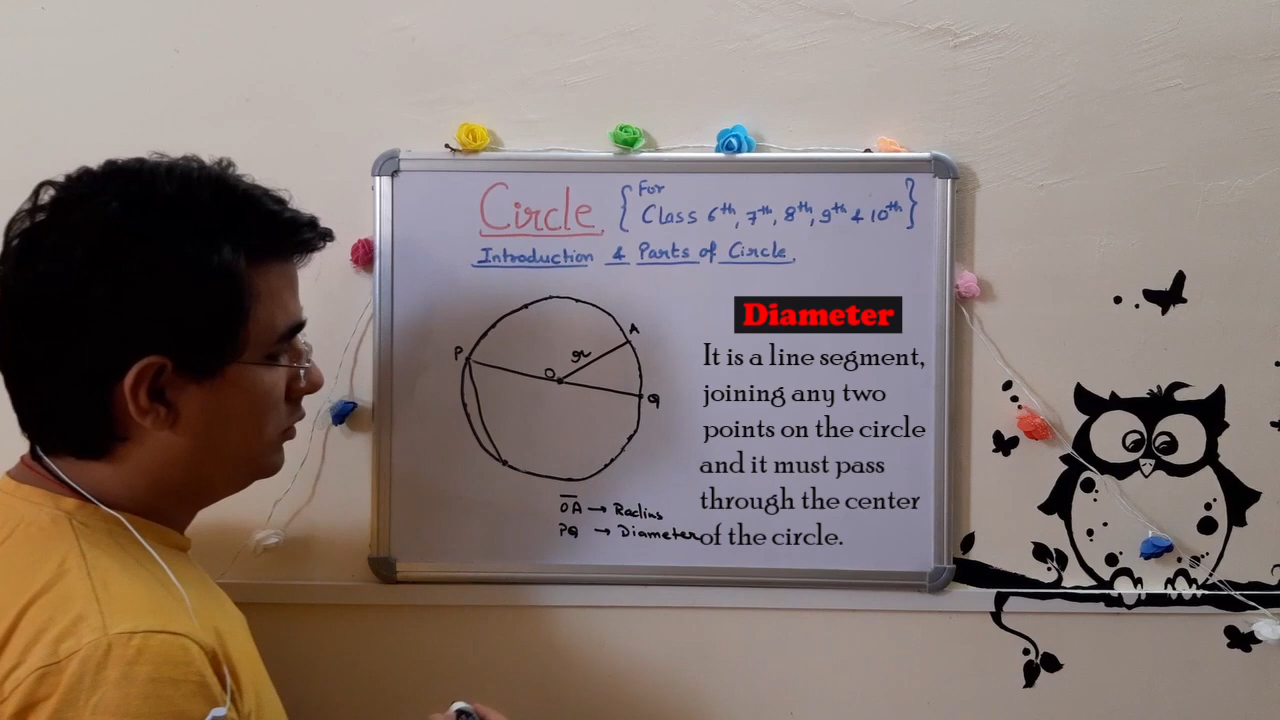 Circle { For
Class 6th, 7th, 8th, 9th & 10th }
Introduction & Parts of Circle.
A
P
r
O
Q
OA → Radius
PQ → Diameter
Diameter
It is a line segment,
joining any two
points on the circle
and it must pass
through the center
of the circle.